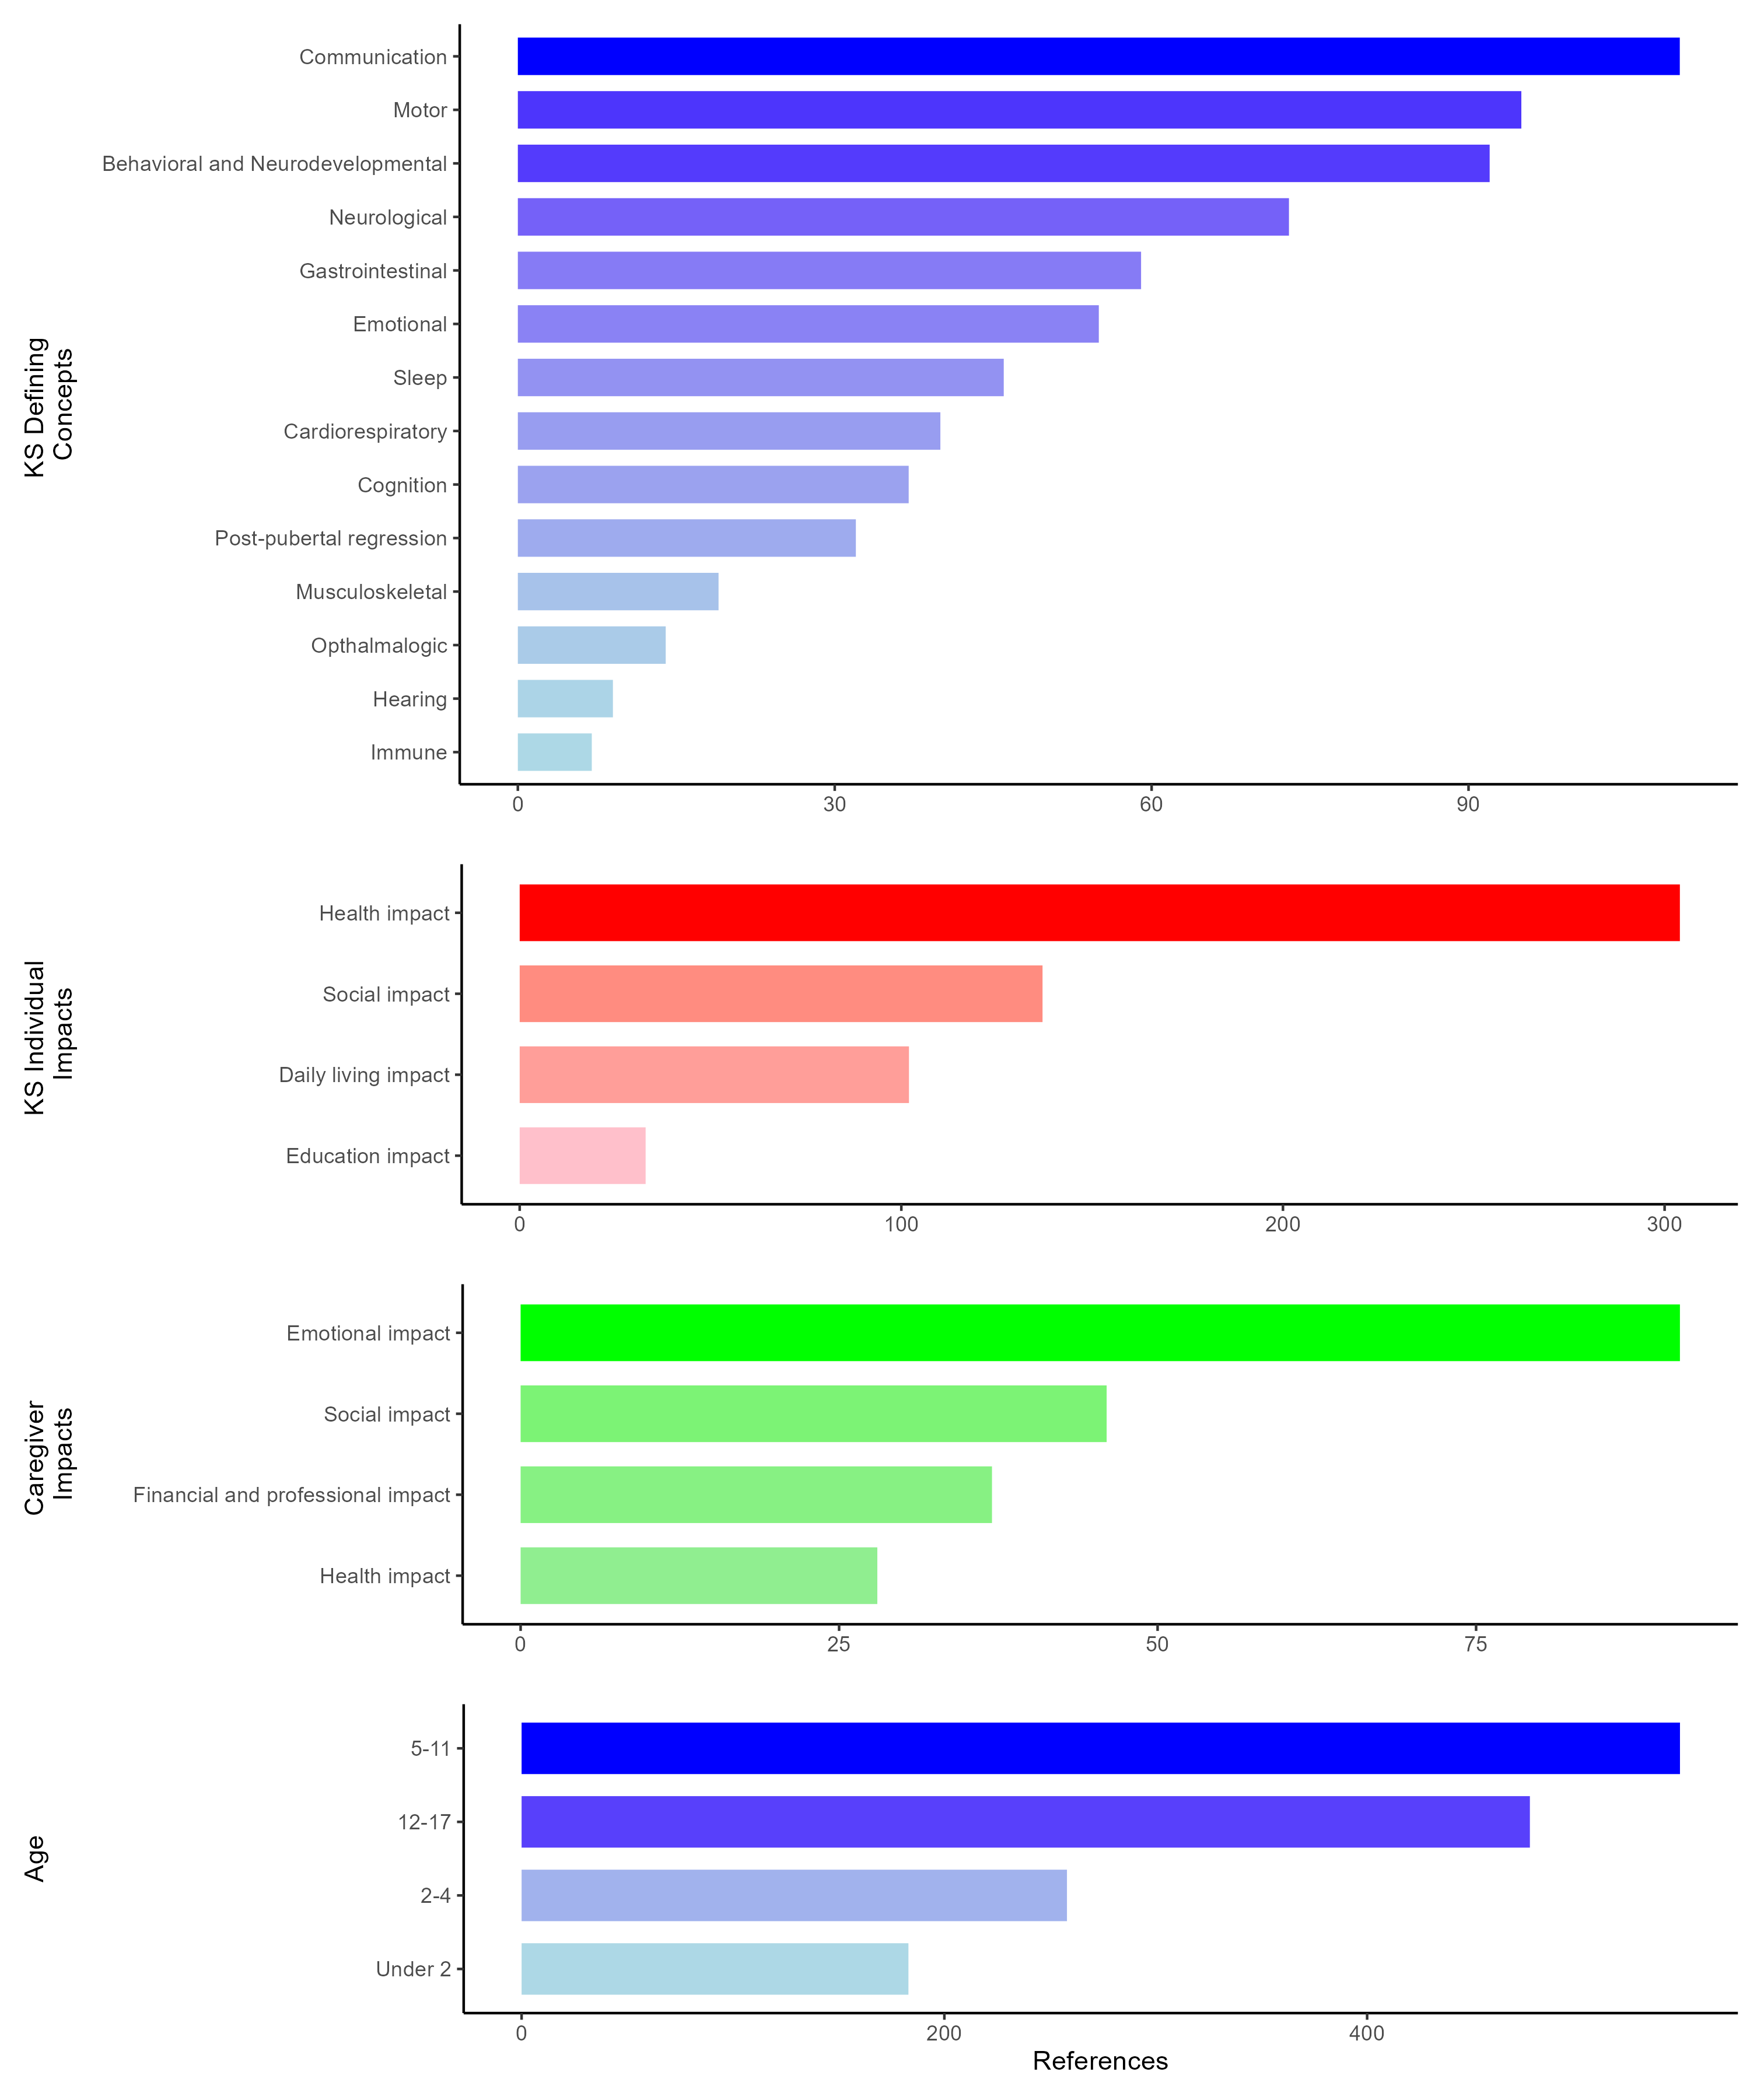 KS Defining
Concepts
Communication
Motor
Behavioral and Neurodevelopmental
Neurological
Gastrointestinal
Emotional
Sleep
Cardiorespiratory
Cognition
Post-pubertal regression
Musculoskeletal
Opthalmalogic
Hearing
Immune
0 30 60 90
KS Individual
Impacts
Health impact
Social impact
Daily living impact
Education impact
0 100 200 300
Caregiver
Impacts
Emotional impact
Social impact
Financial and professional impact
Health impact
0 25 50 75
Age
5-11
12-17
2-4
Under 2
0 200 400
References